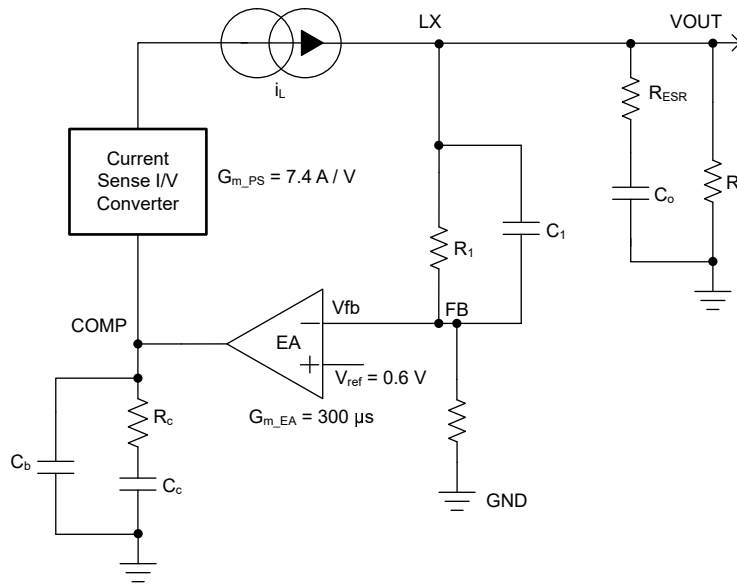 LX
VOUT
iL
RESR
Current
Sense I/V
Converter
Gm_PS = 7.4 A / V
Co
R
R1
C1
COMP
Vfb
FB
EA
Vref = 0.6 V
Gm_EA = 300 µs
Rc
Cb
Cc
GND